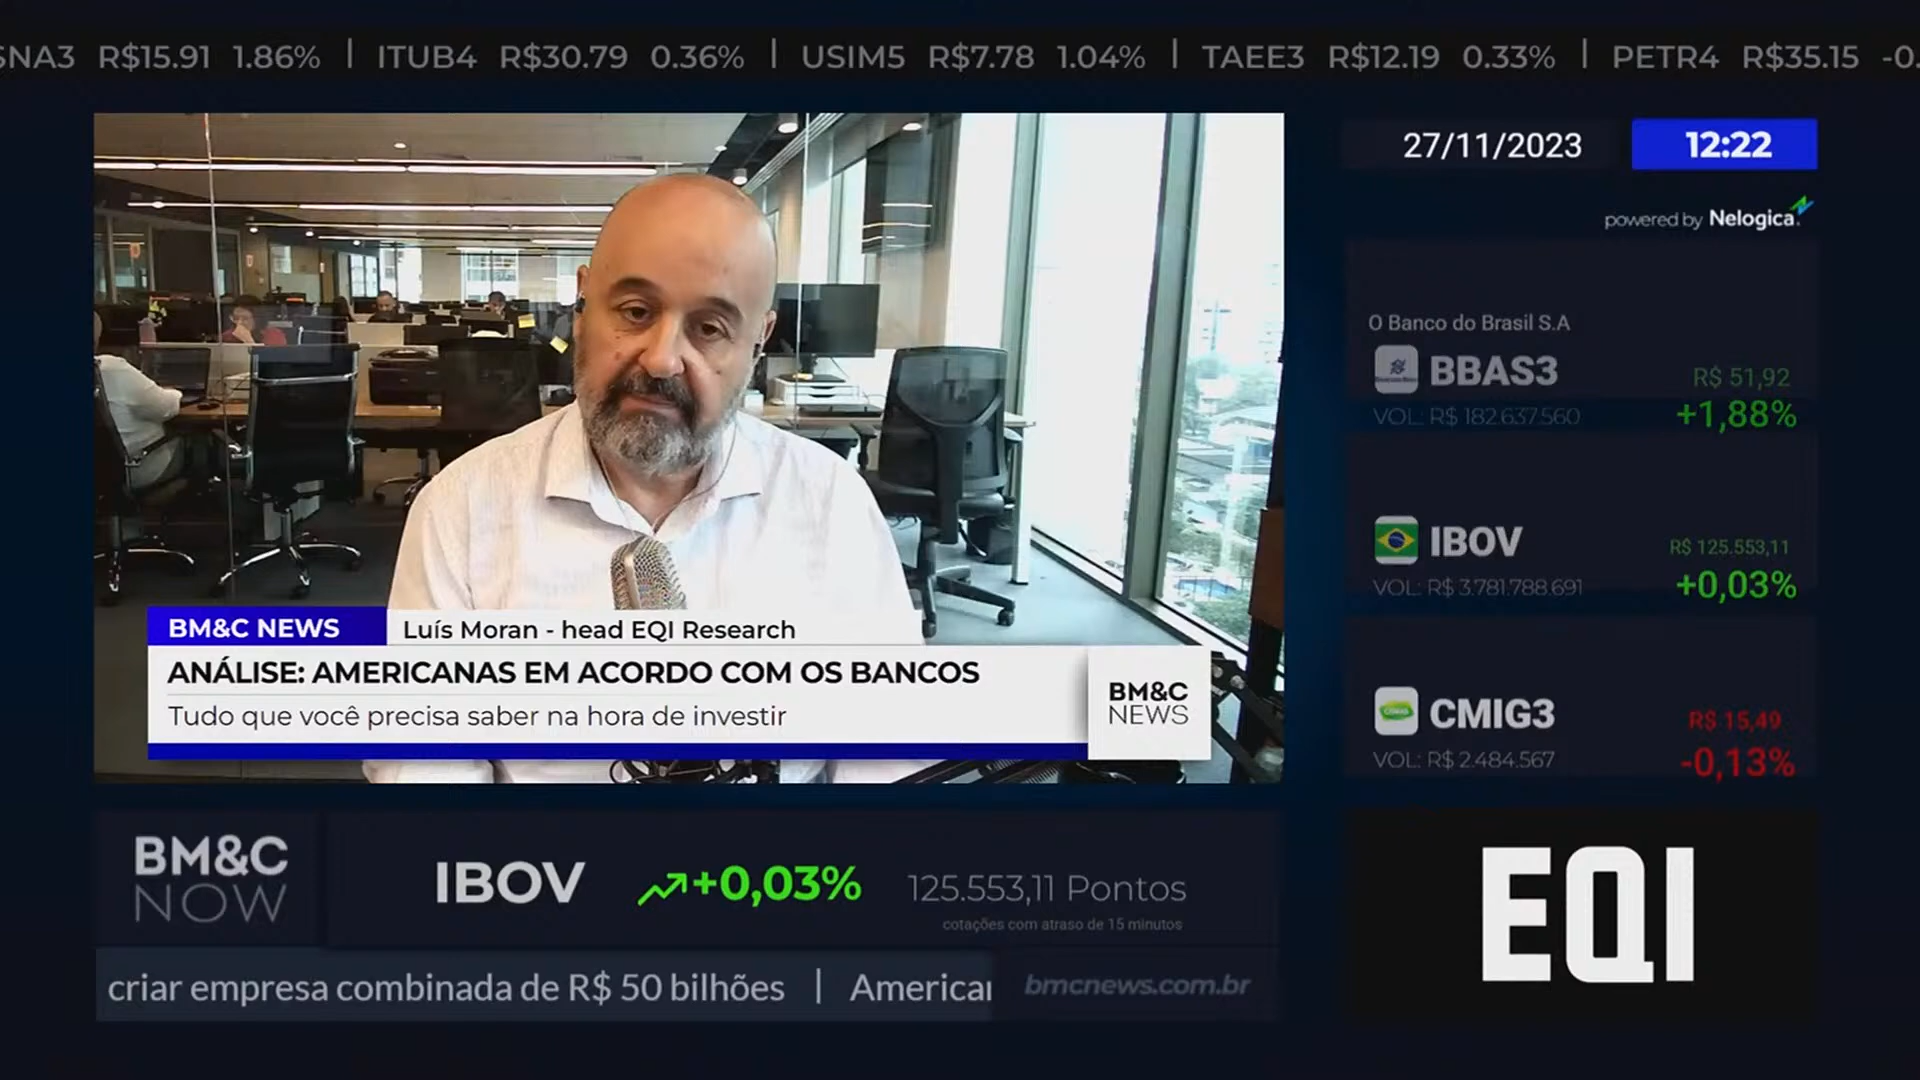 SNA3 R$15.91 1.86% | ITUB4 R$30.79 0.36% | USIM5 R$7.78 1.04% | TAEE3 R$12.19 0.33% | PETR4 R$35.15 -0.
27/11/2023 12:22
powered by Nelogica
O Banco do Brasil S.A
BBAS3 R$ 51,92
VOL: R$ 182.637.560 +1,88%
IBOV R$ 125.553,11
VOL: R$ 3.781.788.691 +0,03%
CMIG3 R$ 15,49
VOL: R$ 2.484.567 -0,13%
BM&C NEWS Luís Moran - head EQI Research
ANÁLISE: AMERICANAS EM ACORDO COM OS BANCOS
Tudo que você precisa saber na hora de investir
BM&C
NEWS
BM&C
NOW
IBOV +0,03% 125.553,11 Pontos
cotações com atraso de 15 minutos
criar empresa combinada de R$ 50 bilhões | American
bmcnews.com.br
EQI